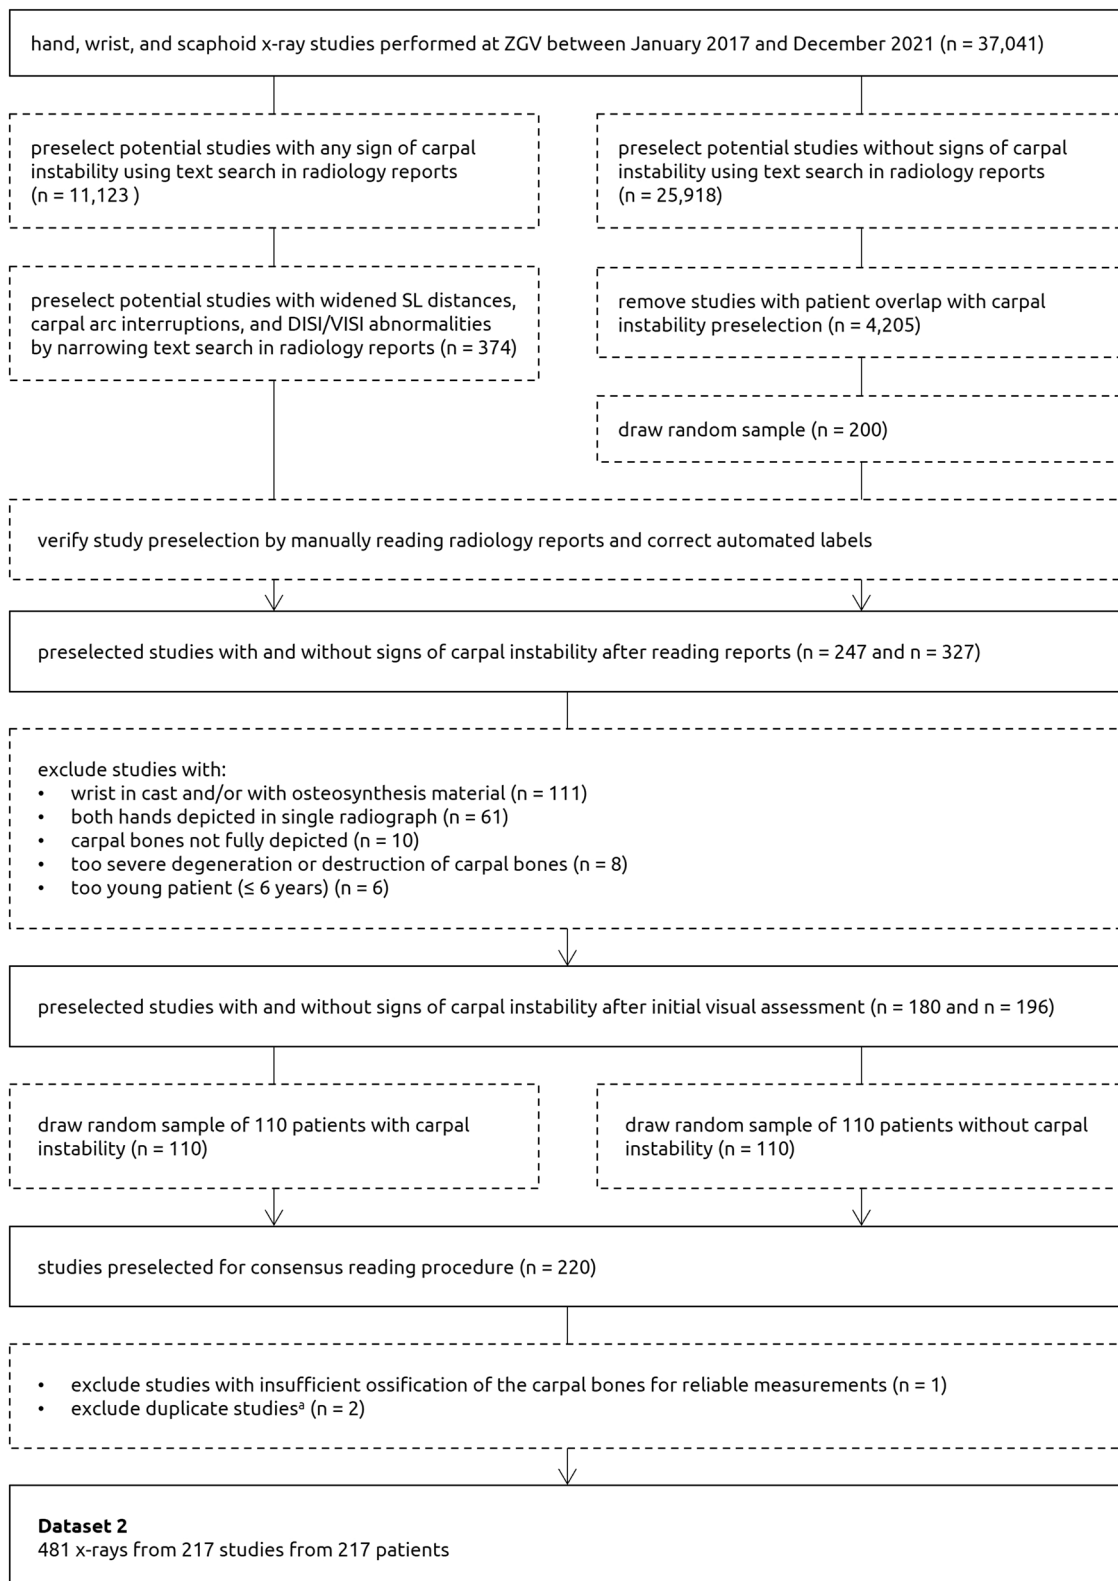 hand, wrist, and scaphoid x-ray studies performed at ZGV between January 2017 and December 2021 (n = 37,041)
preselect potential studies with any sign of carpal
instability using text search in radiology reports
(n = 11,123 )
preselect potential studies without signs of carpal
instability using text search in radiology reports
(n = 25,918)
preselect potential studies with widened SL distances,
carpal arc interruptions, and DISI/VISI abnormalities
by narrowing text search in radiology reports (n = 374)
remove studies with patient overlap with carpal
instability preselection (n = 4,205)
draw random sample (n = 200)
verify study preselection by manually reading radiology reports and correct automated labels
preselected studies with and without signs of carpal instability after reading reports (n = 247 and n = 327)
exclude studies with:
• wrist in cast and/or with osteosynthesis material (n = 111)
• both hands depicted in single radiograph (n = 61)
• carpal bones not fully depicted (n = 10)
• too severe degeneration or destruction of carpal bones (n = 8)
• too young patient (≤ 6 years) (n = 6)
preselected studies with and without signs of carpal instability after initial visual assessment (n = 180 and n = 196)
draw random sample of 110 patients with carpal
instability (n = 110)
draw random sample of 110 patients without carpal
instability (n = 110)
studies preselected for consensus reading procedure (n = 220)
• exclude studies with insufficient ossification of the carpal bones for reliable measurements (n = 1)
• exclude duplicate studiesᵃ (n = 2)
Dataset 2
481 x-rays from 217 studies from 217 patients